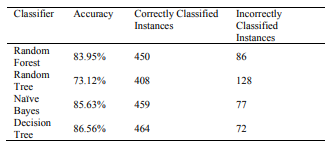 Classifier Accuracy Correctly Classified Incorrectly
Instances Classified
Instances
Random
Forest 83.95% 450 86
Random
Tree 73.12% 408 128
Naïve
Bayes 85.63% 459 77
Decision
Tree 86.56% 464 72